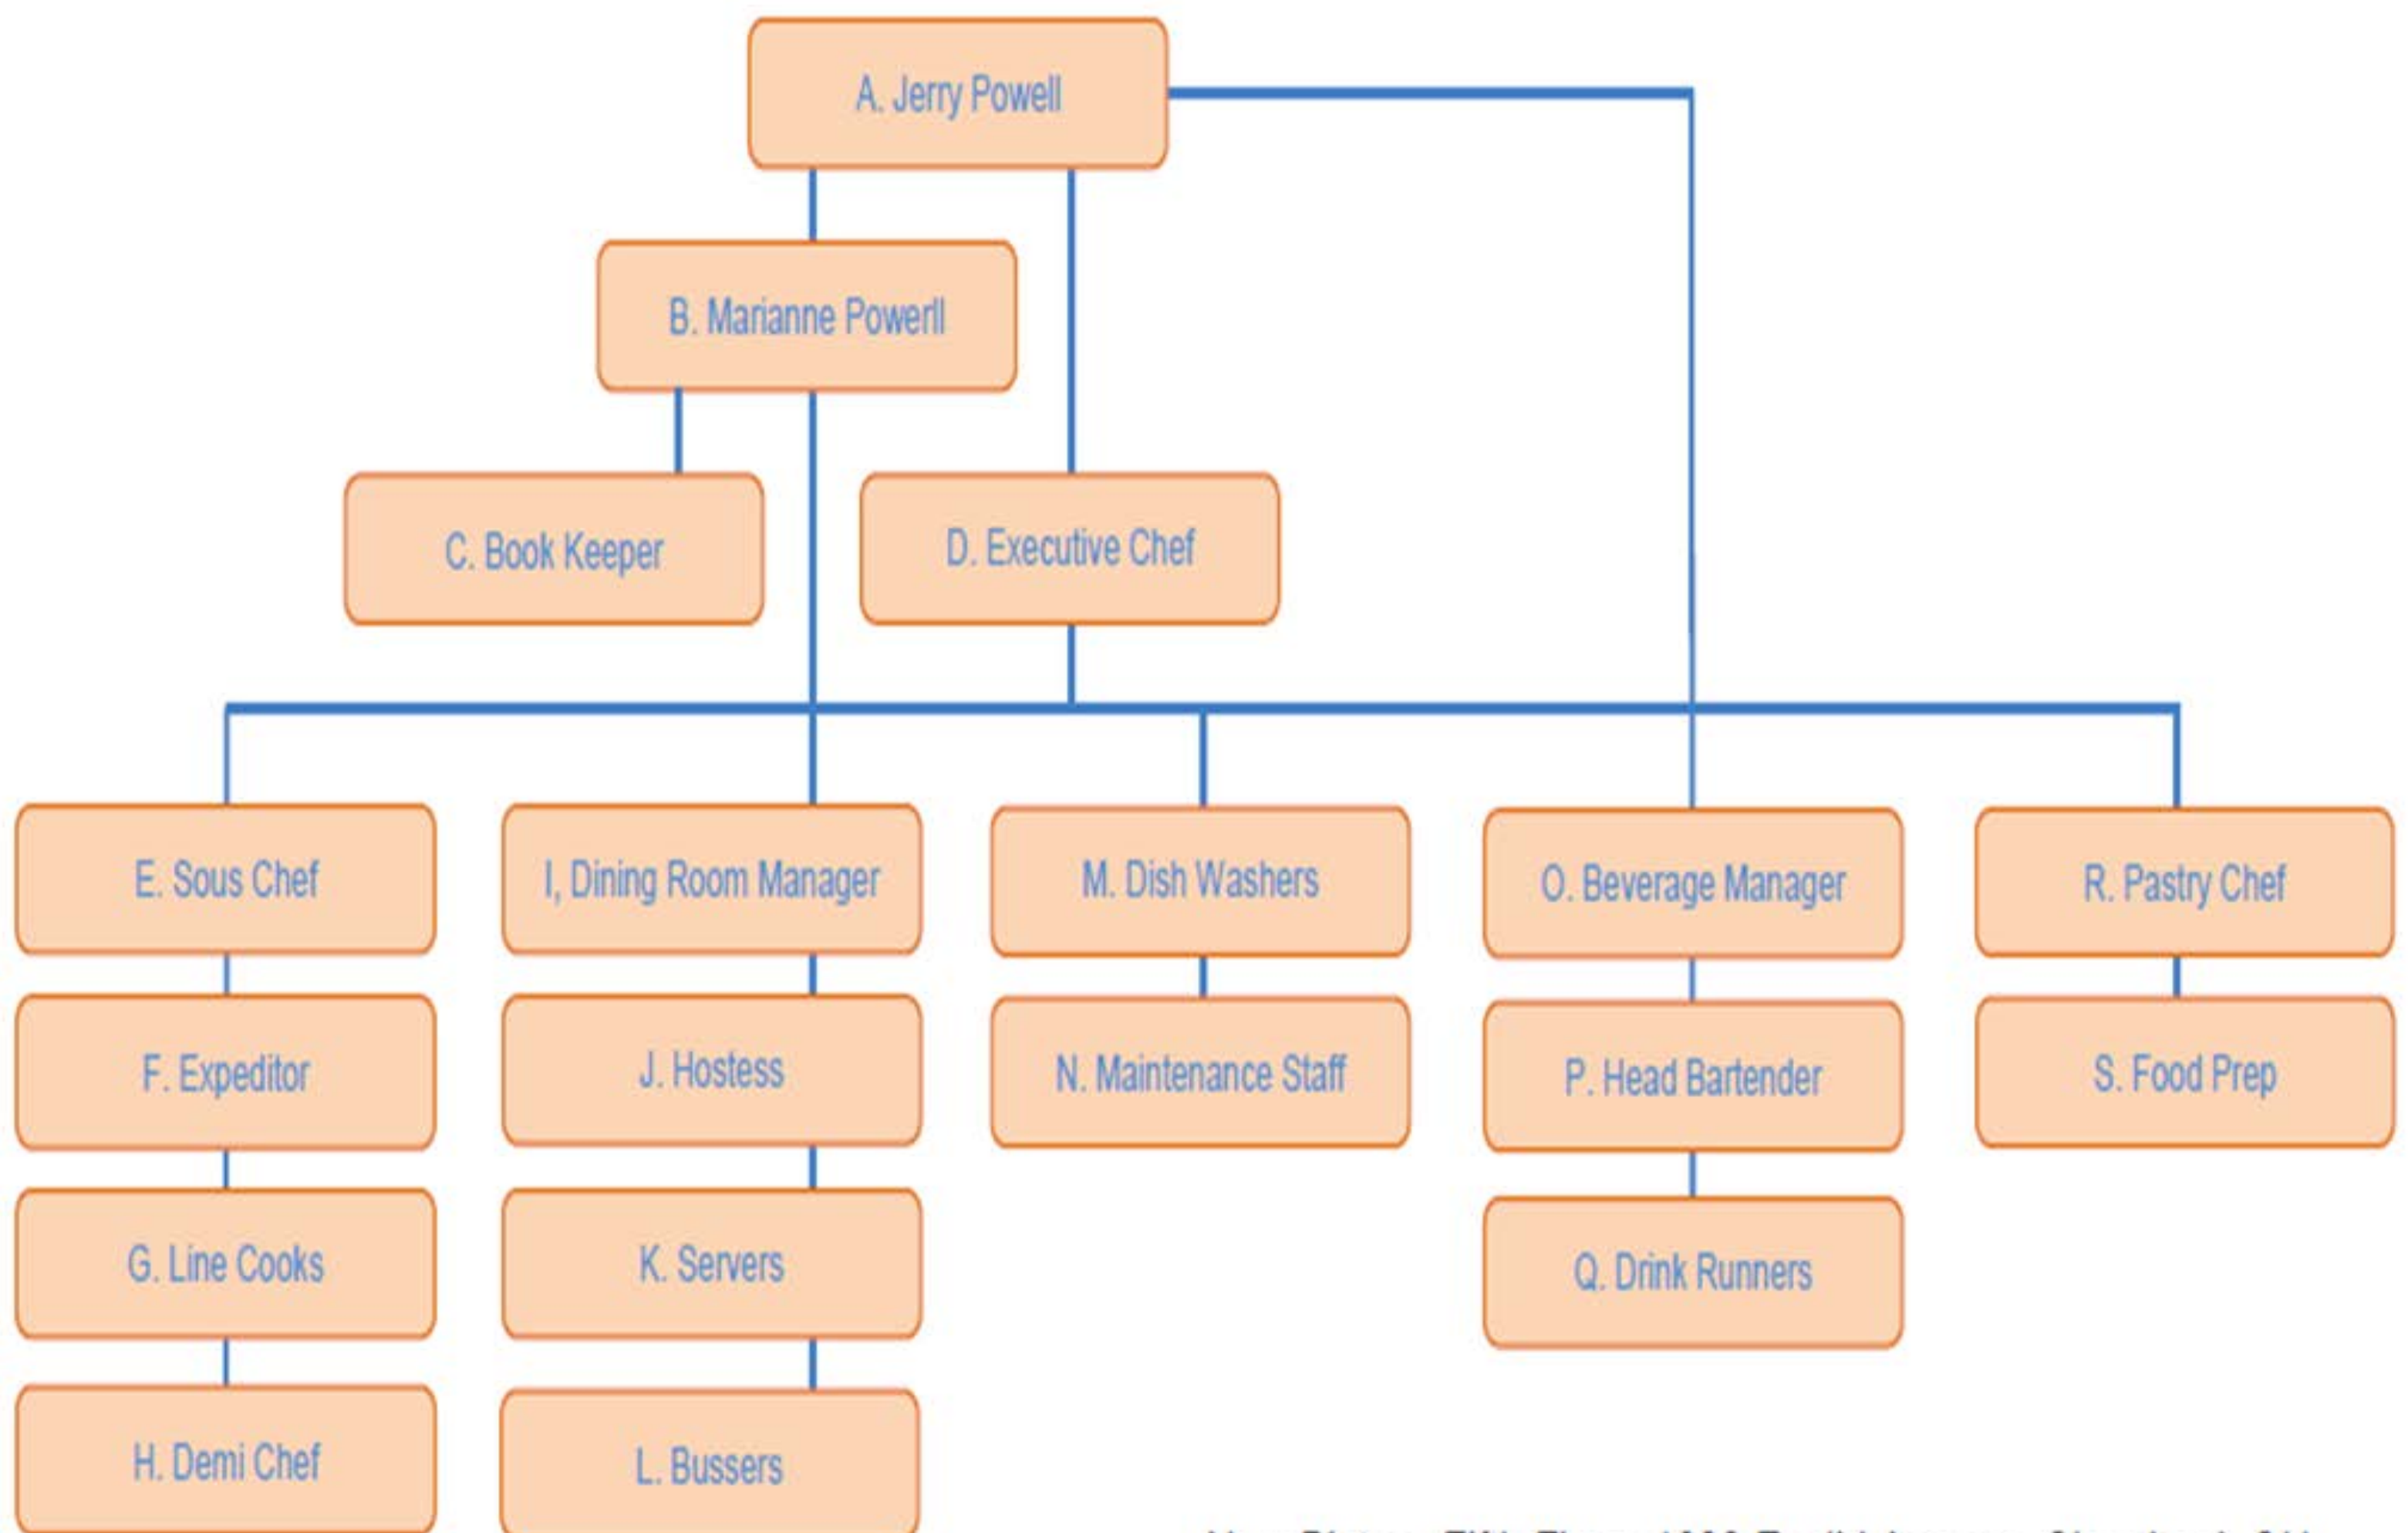 A. Jerry Powell
B. Marianne Powerll
C. Book Keeper
D. Executive Chef
E. Sous Chef
I, Dining Room Manager
M. Dish Washers
O. Beverage Manager
R. Pastry Chef
F. Expeditor
J. Hostess
N. Maintenance Staff
P. Head Bartender
S. Food Prep
G. Line Cooks
K. Servers
Q. Drink Runners
H. Demi Chef
L. Bussers